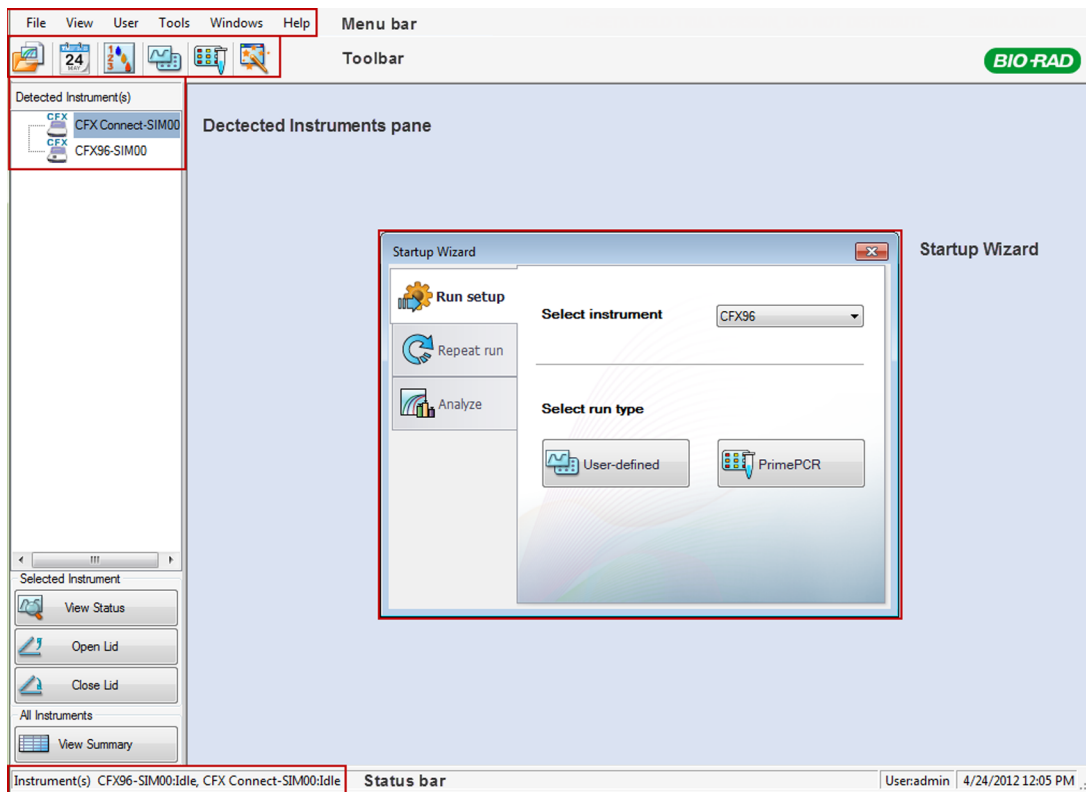 File View User Tools Windows Help Menu bar
24
MAY
1
2
3
Toolbar
BIO-RAD
Detected Instrument(s)
CFX
CFX Connect-SIM00
CFX
CFX96-SIM00
Dectected Instruments pane
Startup Wizard
Startup Wizard
Run setup
Repeat run
Analyze
Select instrument
CFX96
Select run type
User-defined
PrimePCR
Selected Instrument
View Status
Open Lid
Close Lid
All Instruments
View Summary
Instrument(s) CFX96-SIM00:Idle, CFX Connect-SIM00:Idle Status bar User:admin 4/24/2012 12:05 PM